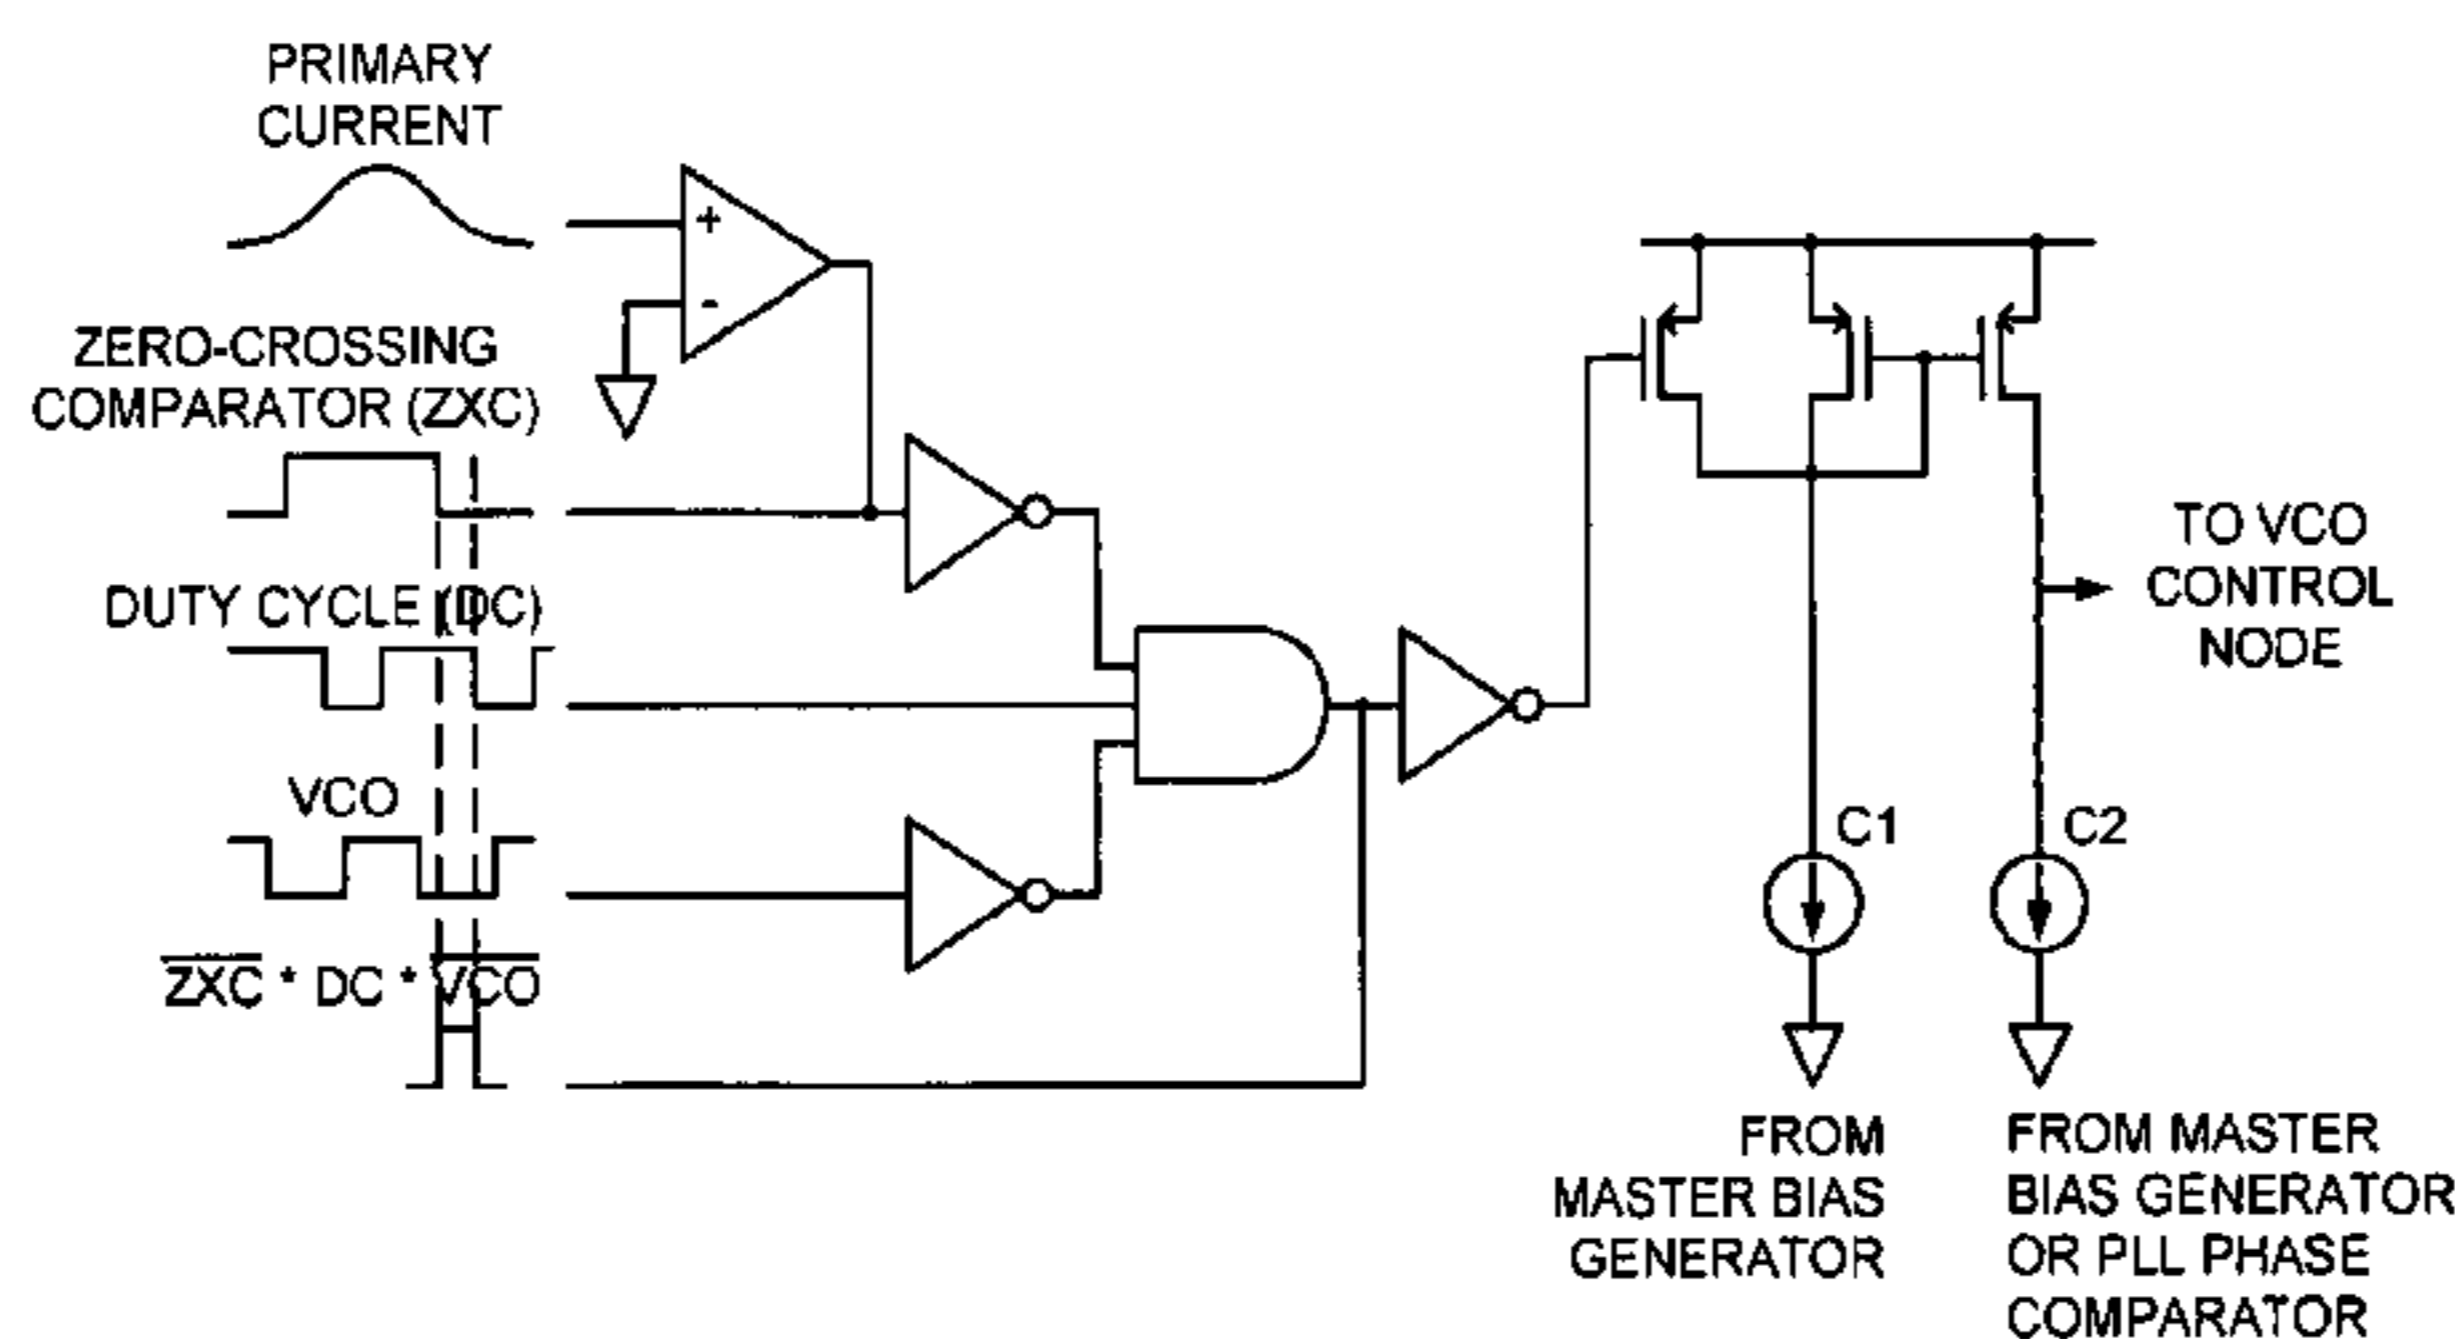 PRIMARY
CURRENT
+
-
ZERO-CROSSING
COMPARATOR (ZXC)
DUTY CYCLE (DC)
VCO
ZXC * DC * VCO
TO VCO
CONTROL
NODE
C1
C2
FROM
MASTER BIAS
GENERATOR
FROM MASTER
BIAS GENERATOR
OR PLL PHASE
COMPARATOR